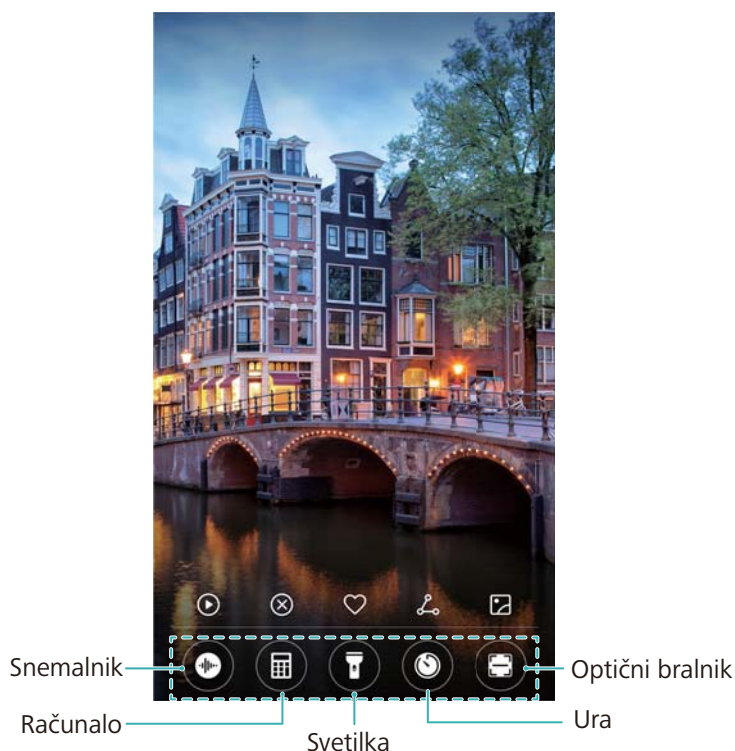 Snemalnik
Optični bralnik
Računalo
Ura
Svetilka